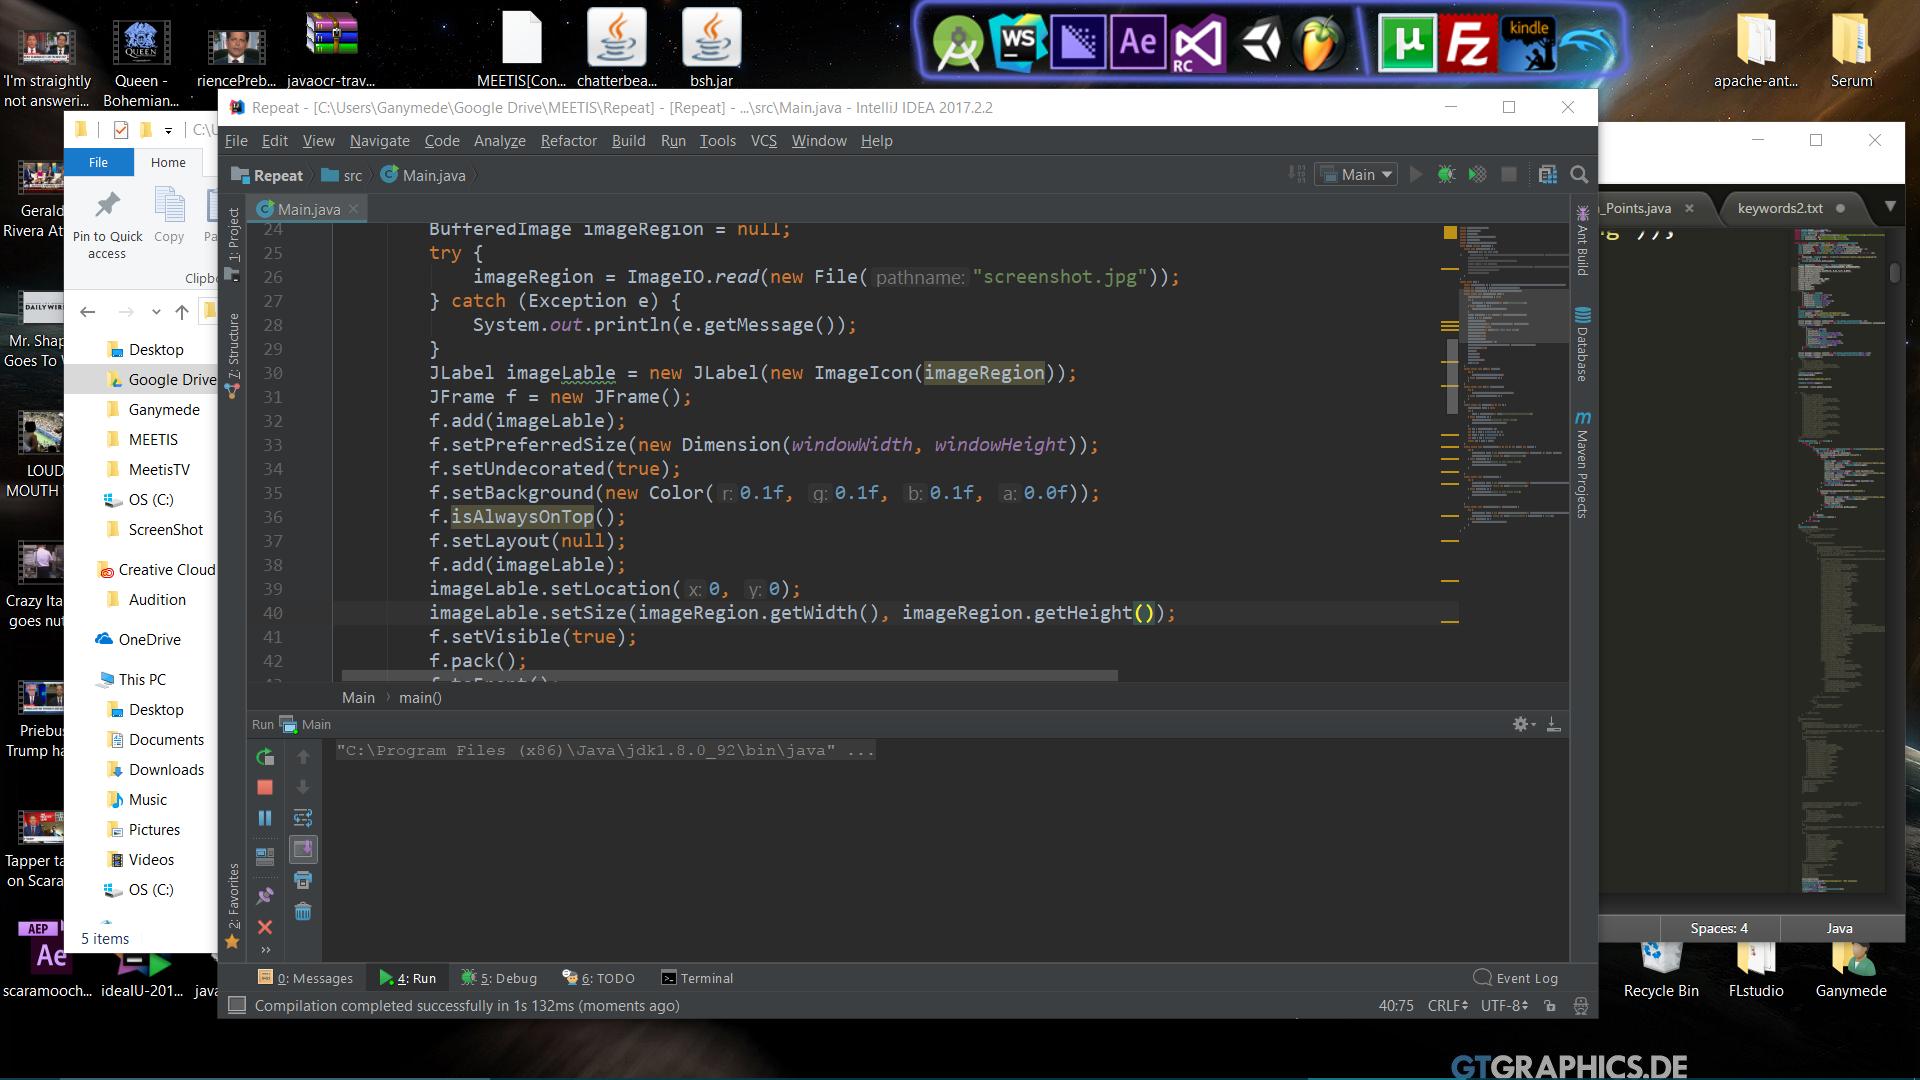 'I'm straightly
not answeri...
Queen -
Bohemian...
riencePreb...
javaocr-trav...
MEETIS[Con...
chatterbea...
bsh.jar
WS
Ae
RC
µ
Fz
kindle
apache-ant...
Serum
Repeat - [C:\Users\Ganymede\Google Drive\MEETIS\Repeat] - [Repeat] - ...\src\Main.java - IntelliJ IDEA 2017.2.2
File Edit View Navigate Code Analyze Refactor Build Run Tools VCS Window Help
Repeat src Main.java
Main
Main.java
File Home
Pin to Quick
access
Copy
Pa
Clipbo
Desktop
Google Drive
Ganymede
MEETIS
MeetisTV
OS (C:)
ScreenShot
Creative Cloud
Audition
OneDrive
This PC
Desktop
Documents
Downloads
Music
Pictures
Videos
OS (C:)
5 items
Gerald
Rivera At
DAILY WIRE
Mr. Shap
Goes To
LOUD
MOUTH
Crazy Ita
goes nut
Priebus
Trump ha
Tapper ta
on Scara
AEP
Ae
scaramooch...
ideaIU-201...
java
1: Project
7: Structure
2: Favorites
24 BufferedImage imageRegion = null;
25 try {
26 imageRegion = ImageIO.read(new File( pathname: "screenshot.jpg"));
27 } catch (Exception e) {
28 System.out.println(e.getMessage());
29 }
30 JLabel imageLable = new JLabel(new ImageIcon(imageRegion));
31 JFrame f = new JFrame();
32 f.add(imageLable);
33 f.setPreferredSize(new Dimension(windowWidth, windowHeight));
34 f.setUndecorated(true);
35 f.setBackground(new Color( r: 0.1f, g: 0.1f, b: 0.1f, a: 0.0f));
36 f.isAlwaysOnTop();
37 f.setLayout(null);
38 f.add(imageLable);
39 imageLable.setLocation( x: 0, y: 0);
40 imageLable.setSize(imageRegion.getWidth(), imageRegion.getHeight());
41 f.setVisible(true);
42 f.pack();
Main main()
Run Main
"C:\Program Files (x86)\Java\jdk1.8.0_92\bin\java" ...
0: Messages 4: Run 5: Debug 6: TODO Terminal Event Log
Compilation completed successfully in 1s 132ms (moments ago)
40:75 CRLF UTF-8
Ant Build
Database
Maven Projects
_Points.java
keywords2.txt
Spaces: 4 Java
Recycle Bin
FLstudio
Ganymede
GTGRAPHICS.DE